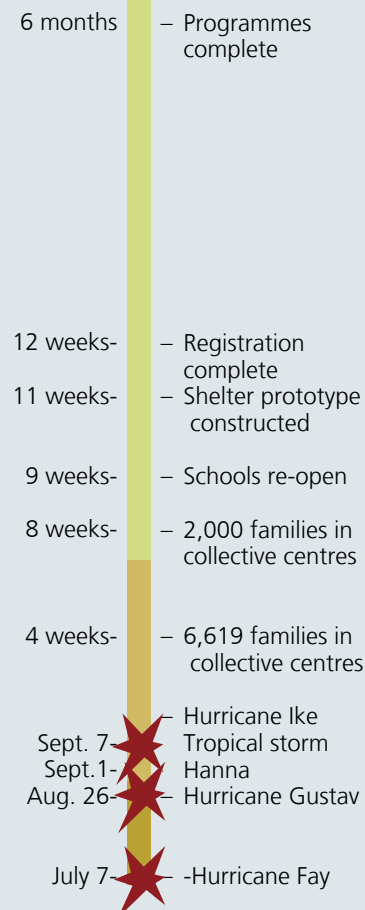 6 months – Programmes
complete
12 weeks- – Registration
complete
11 weeks- – Shelter prototype
constructed
9 weeks- – Schools re-open
8 weeks- – 2,000 families in
collective centres
4 weeks- – 6,619 families in
collective centres
– Hurricane Ike
Sept. 7- Tropical storm
Sept.1- Hanna
Aug. 26- – Hurricane Gustav
July 7- – -Hurricane Fay